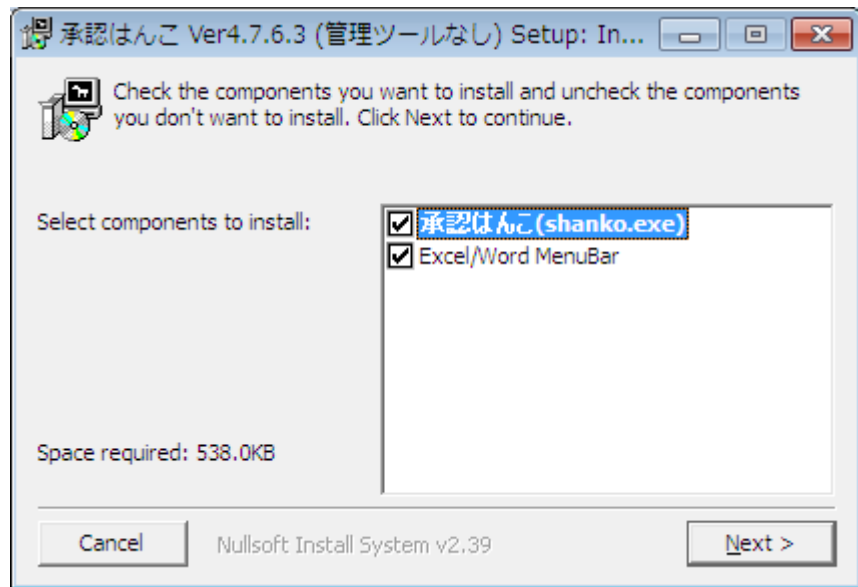 承認はんこ Ver4.7.6.3 (管理ツールなし) Setup: In...
Check the components you want to install and uncheck the components
you don't want to install. Click Next to continue.
Select components to install:
承認はんこ(shanko.exe)
Excel/Word MenuBar
Space required: 538.0KB
Cancel
Nullsoft Install System v2.39
Next >